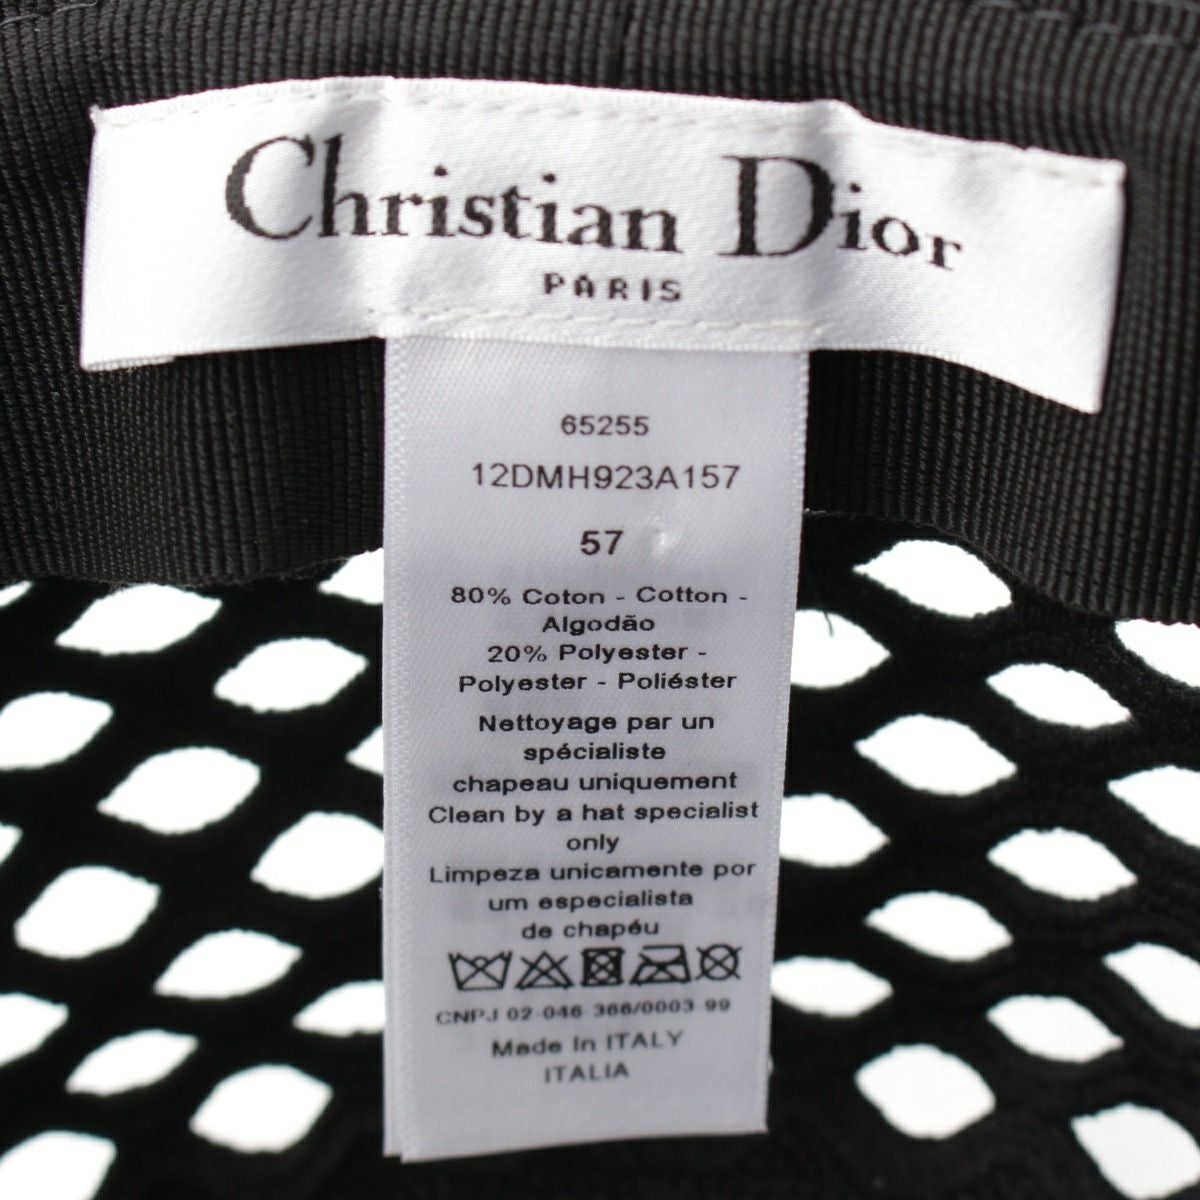 Christian Dior
PARIS
65255
12DMH923A157
57
80% Coton - Cotton -
Algodão
20% Polyester -
Polyester - Poliéster
Nettoyage par un
spécialiste
chapeau uniquement
Clean by a hat specialist
only
Limpeza unicamente por
um especialista
de chapéu
CNPJ 02-046-366/0003-99
Made In ITALY
ITALIA